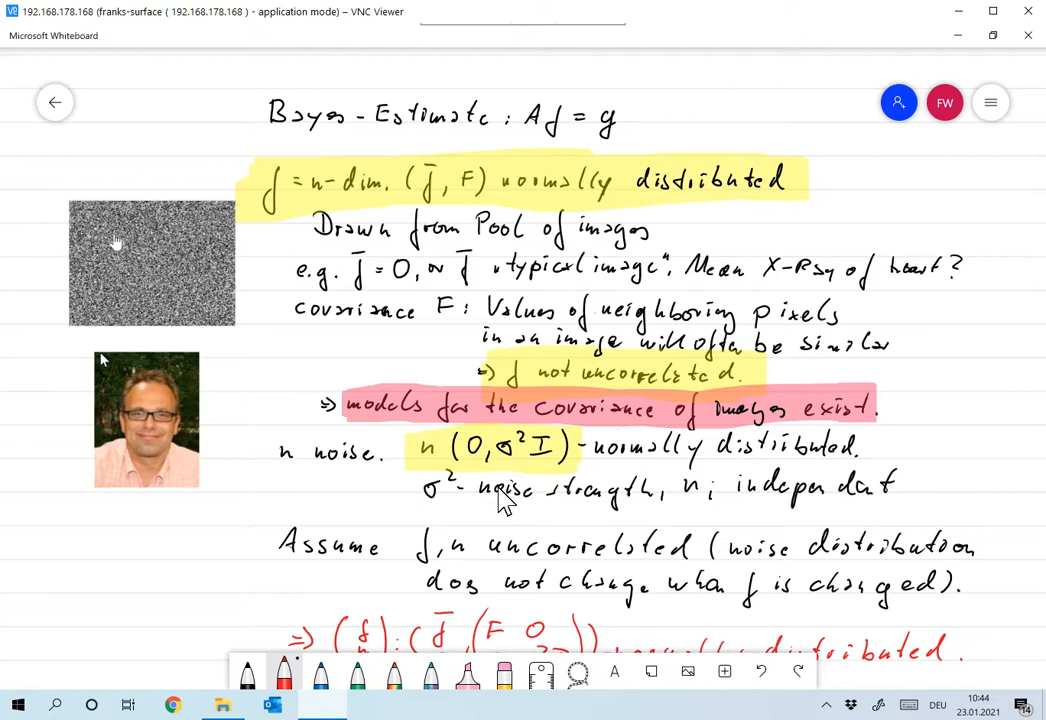 192.168.178.168 (franks-surface ( 192.168.178.168 ) - application mode) – VNC Viewer
Microsoft Whiteboard
Bayes-Estimate: Af = g
FW
f = n-dim. (f̄, F) normally distributed
Drawn from Pool of images
e.g. f̄ = 0, or f̄ "typical image". Mean X-Ray of heart?
covariance F: Values of neighboring pixels
in an image will often be similar
⇒ f not uncorrelated.
⇒ models for the covariance of images exist.
n noise. n (0, σ² I) - normally distributed.
σ² - noise strength, nᵢ independent
Assume f, n uncorrelated (noise distribution
does not change when f is changed).
⇒ (f : (f̄ (F 0 distributed.
A
DEU
10:44
23.01.2021
14